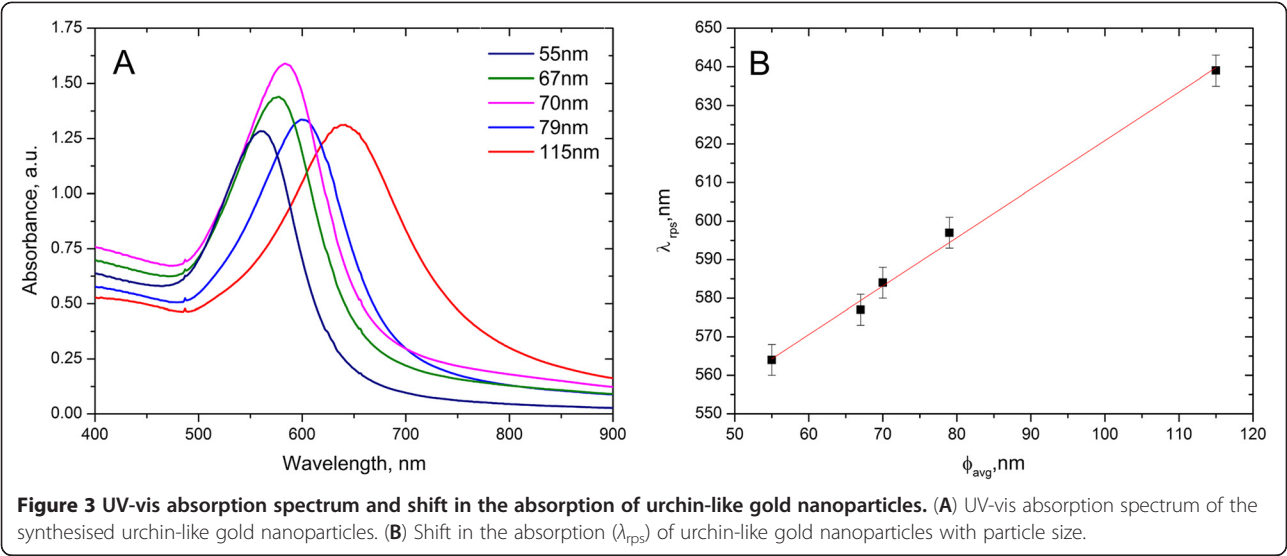 A
1.75
1.50
1.25
1.00
0.75
0.50
0.25
0.00
Absorbance, a.u.
400 500 600 700 800 900
Wavelength, nm
55nm
67nm
70nm
79nm
115nm
B
650
640
630
620
610
600
590
580
570
560
550
λrps,nm
50 60 70 80 90 100 110 120
ϕavg,nm
Figure 3 UV-vis absorption spectrum and shift in the absorption of urchin-like gold nanoparticles. (A) UV-vis absorption spectrum of the
synthesised urchin-like gold nanoparticles. (B) Shift in the absorption (λrps) of urchin-like gold nanoparticles with particle size.